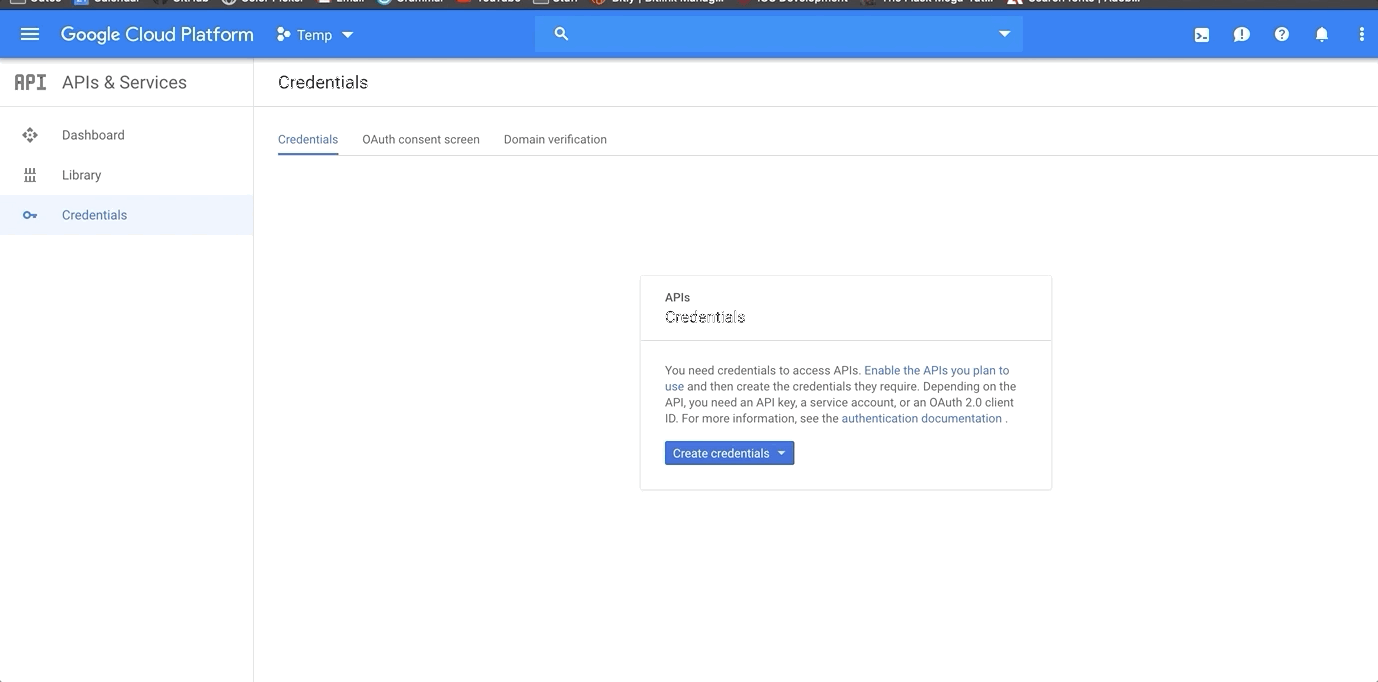 Google Cloud Platform Temp
API APIs & Services
Credentials
Dashboard
Library
Credentials
Credentials OAuth consent screen Domain verification
APIs
Credentials
You need credentials to access APIs. Enable the APIs you plan to
use and then create the credentials they require. Depending on the
API, you need an API key, a service account, or an OAuth 2.0 client
ID. For more information, see the authentication documentation .
Create credentials